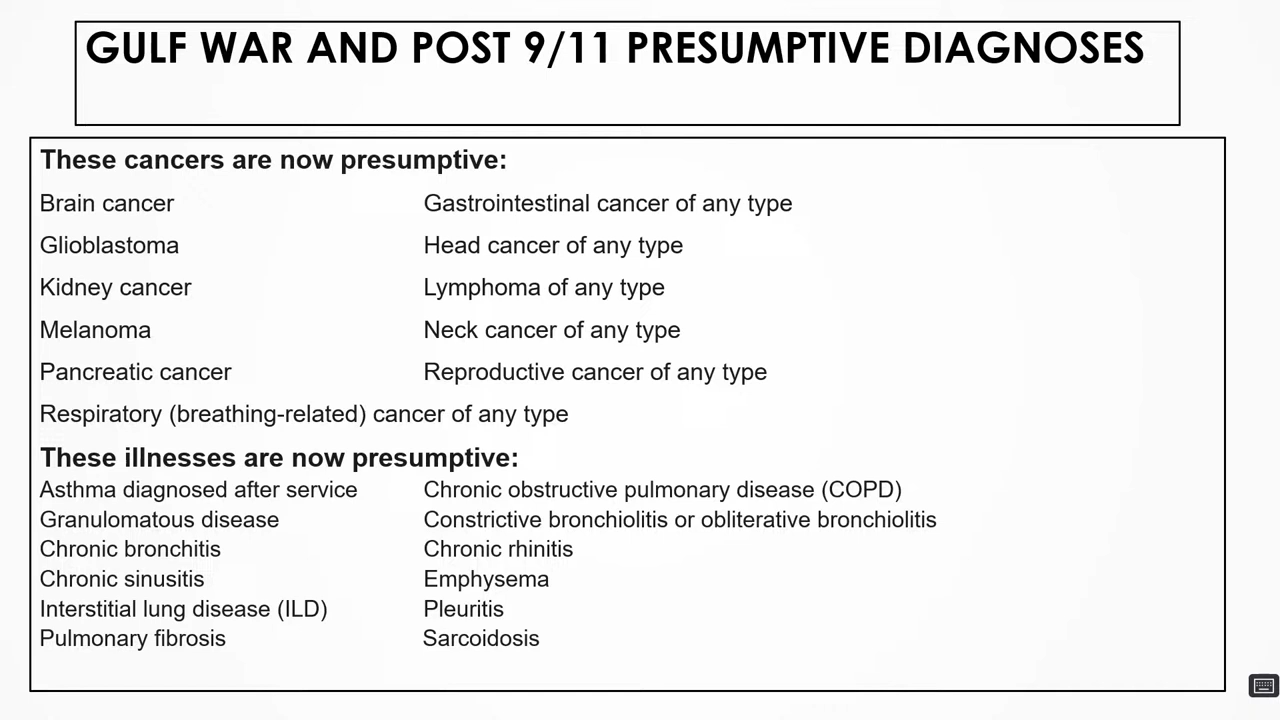 GULF WAR AND POST 9/11 PRESUMPTIVE DIAGNOSES
These cancers are now presumptive:
Brain cancer Gastrointestinal cancer of any type
Glioblastoma Head cancer of any type
Kidney cancer Lymphoma of any type
Melanoma Neck cancer of any type
Pancreatic cancer Reproductive cancer of any type
Respiratory (breathing-related) cancer of any type
These illnesses are now presumptive:
Asthma diagnosed after service Chronic obstructive pulmonary disease (COPD)
Granulomatous disease Constrictive bronchiolitis or obliterative bronchiolitis
Chronic bronchitis Chronic rhinitis
Chronic sinusitis Emphysema
Interstitial lung disease (ILD) Pleuritis
Pulmonary fibrosis Sarcoidosis